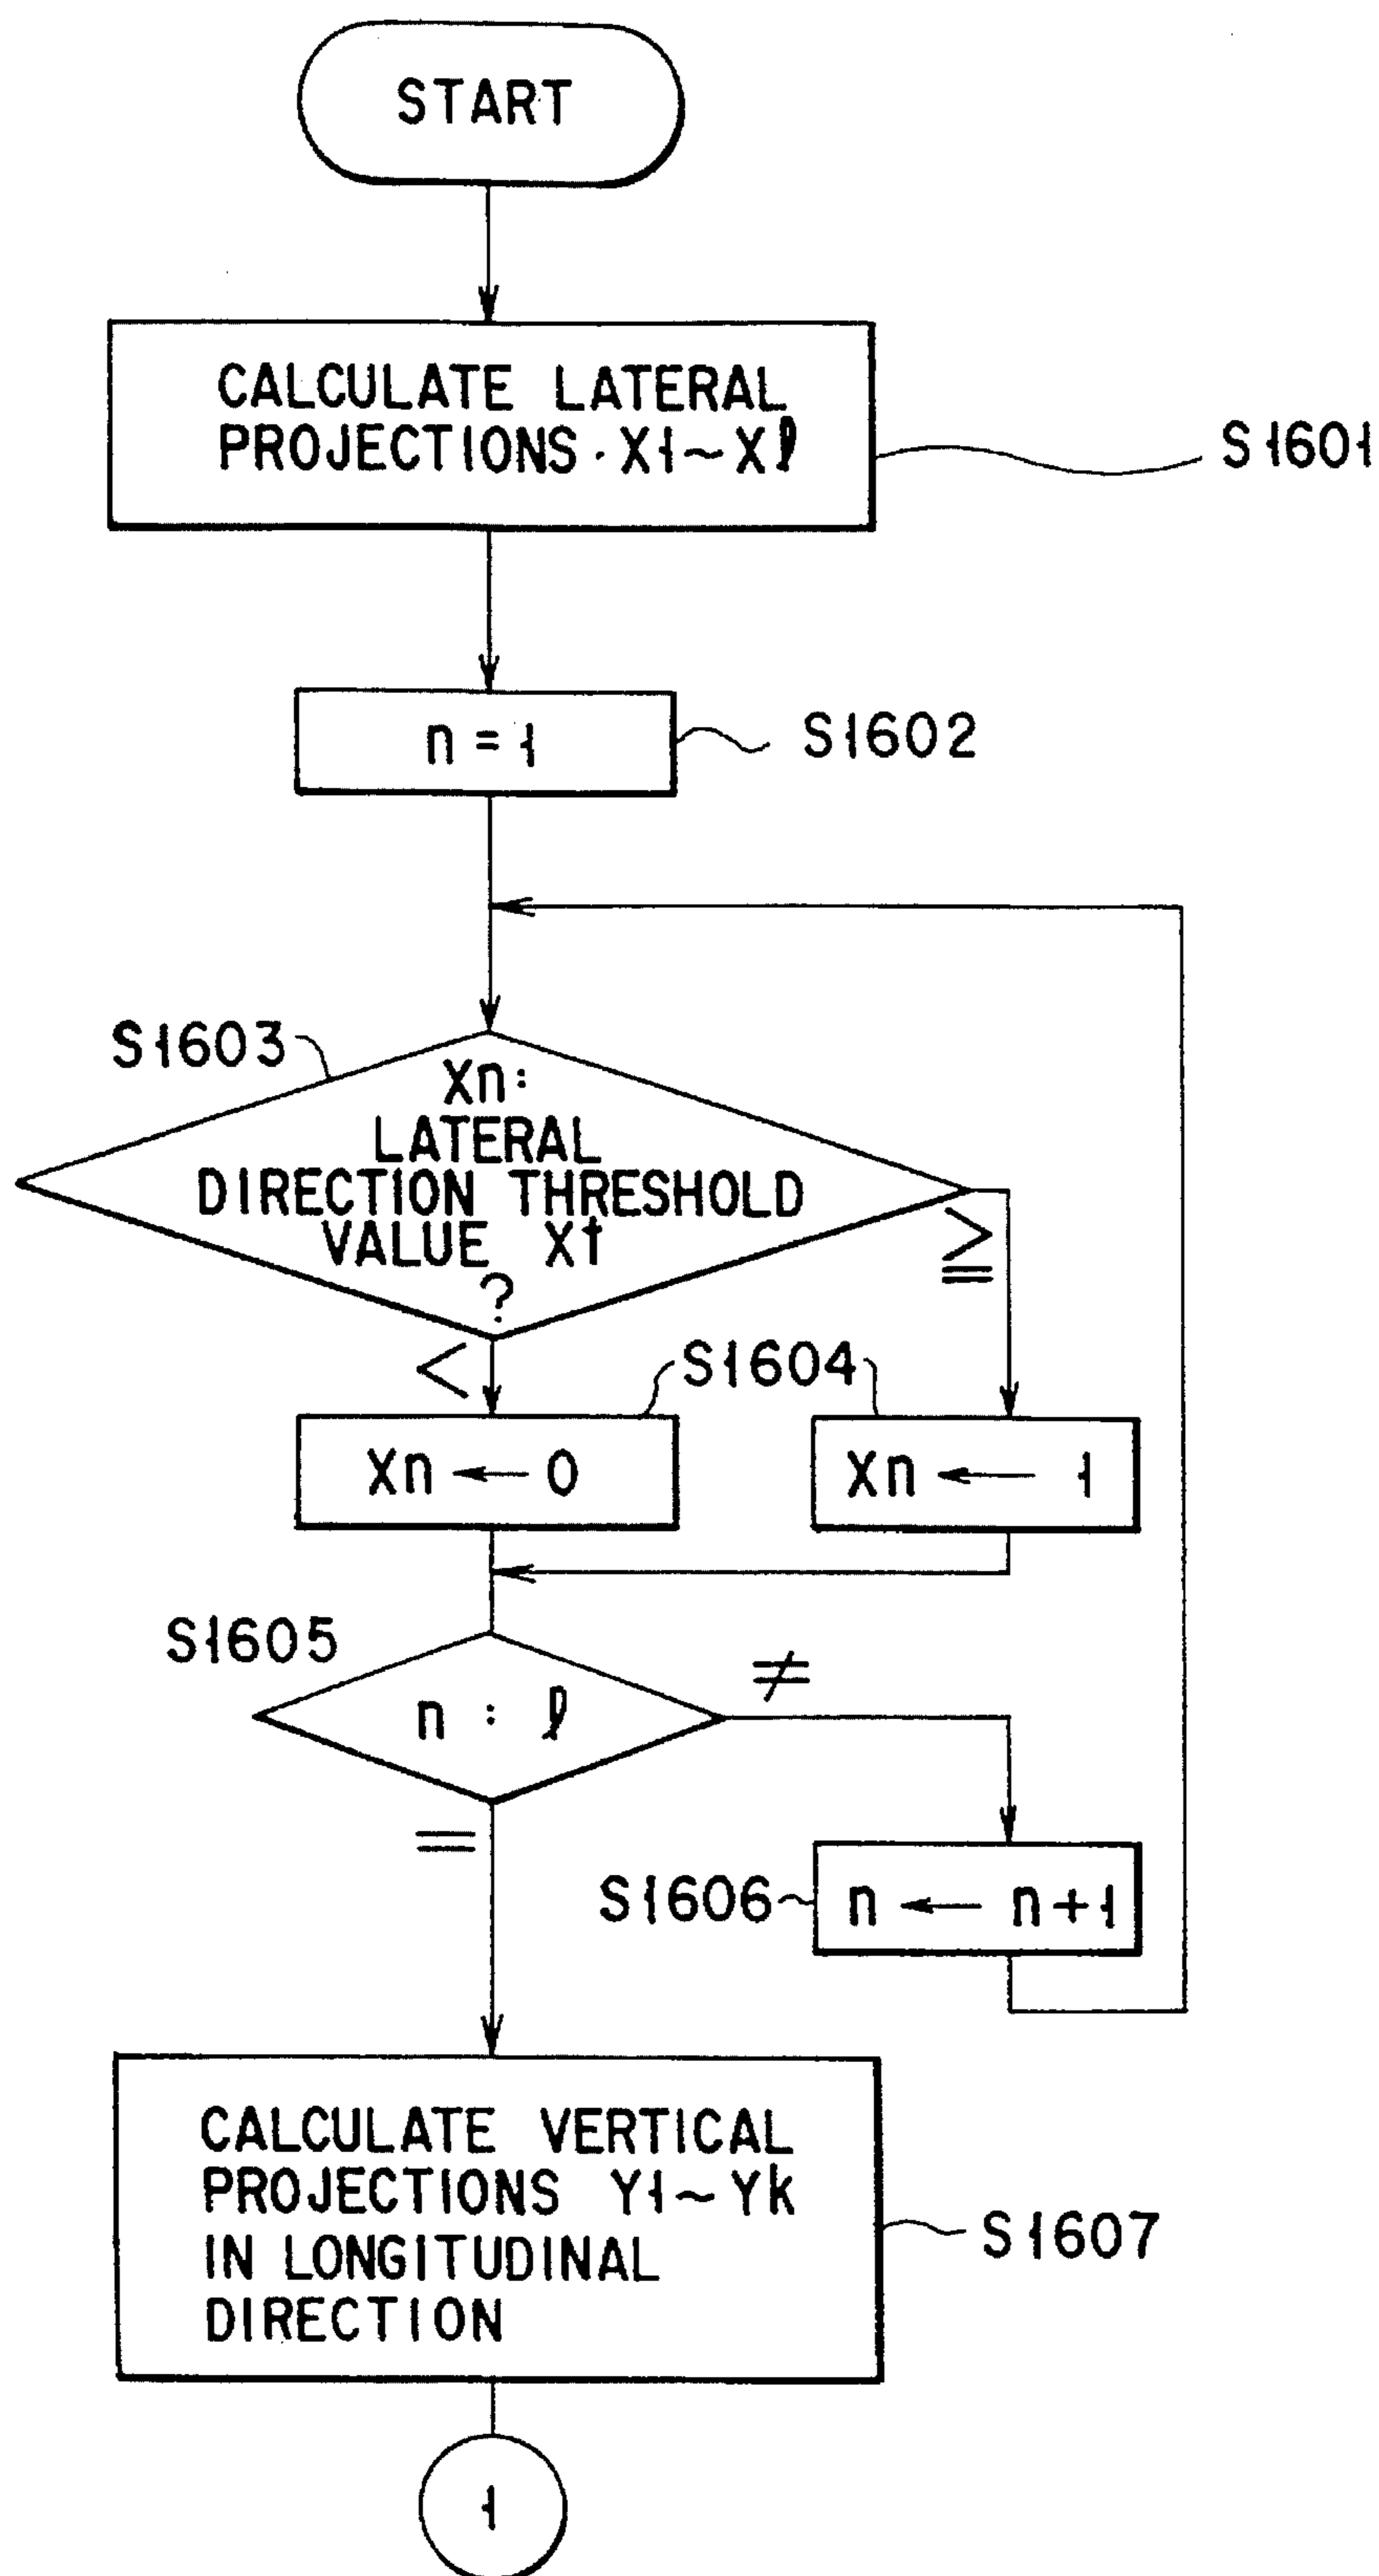 START
CALCULATE LATERAL
PROJECTIONS X1~Xℓ
S1601
n = 1
S1602
S1603
Xn:
LATERAL
DIRECTION THRESHOLD
VALUE Xt
?
≧
<
S1604
Xn ← 0
Xn ← 1
S1605
n : ℓ
≠
=
S1606
n ← n+1
CALCULATE VERTICAL
PROJECTIONS Y1~Yk
IN LONGITUDINAL
DIRECTION
S1607
1